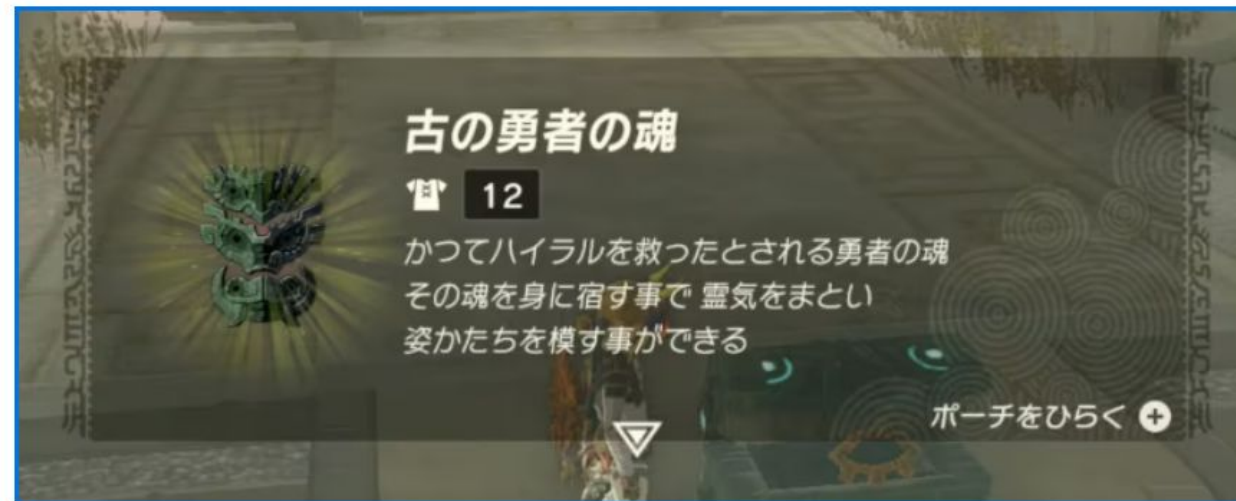 古の勇者の魂
12
かつてハイラルを救ったとされる勇者の魂
その魂を身に宿す事で 霊気をまとい
姿かたちを模す事ができる
ポーチをひらく